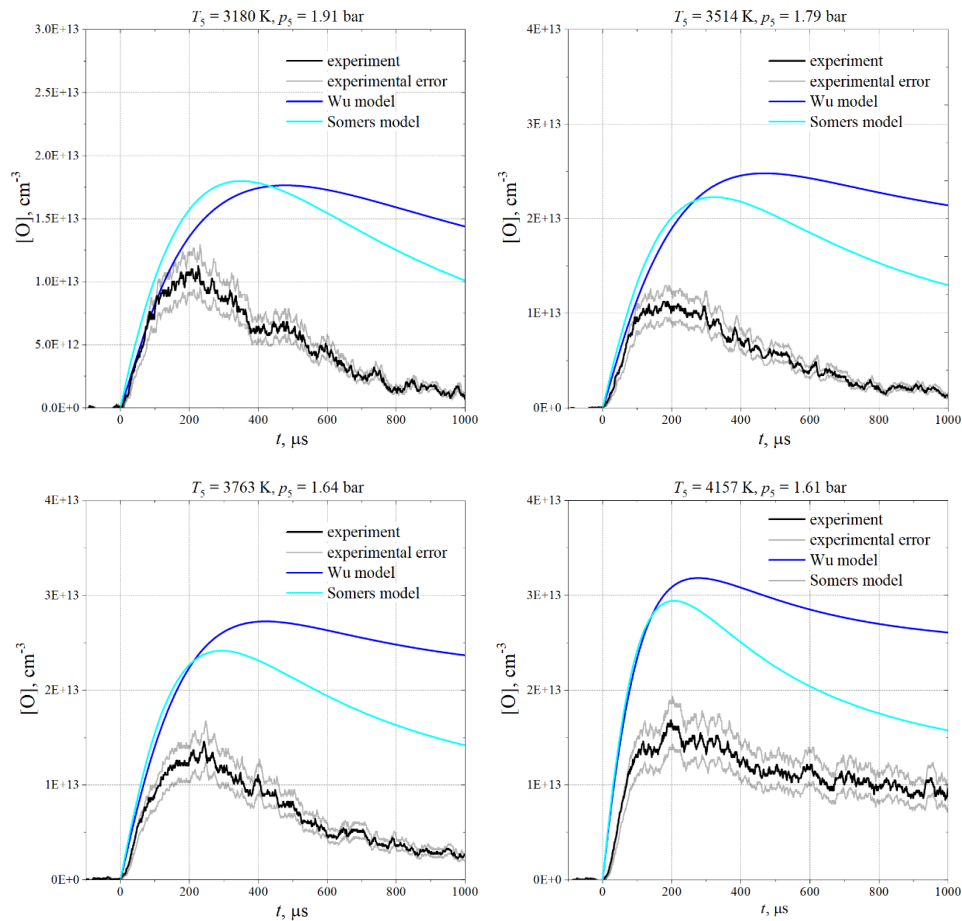 T₅ = 3180 K, p₅ = 1.91 bar
3.0E+13
2.5E+13
2.0E+13
1.5E+13
1.0E+13
5.0E+12
0.0E+0
[O], cm⁻³
experiment
experimental error
Wu model
Somers model
0 200 400 600 800 1000
t, μs
T₅ = 3514 K, p₅ = 1.79 bar
4E+13
3E+13
2E+13
1E+13
0E+0
[O], cm⁻³
experiment
experimental error
Wu model
Somers model
0 200 400 600 800 1000
t, μs
T₅ = 3763 K, p₅ = 1.64 bar
4E+13
3E+13
2E+13
1E+13
0E+0
[O], cm⁻³
experiment
experimental error
Wu model
Somers model
0 200 400 600 800 1000
t, μs
T₅ = 4157 K, p₅ = 1.61 bar
4E+13
3E+13
2E+13
1E+13
0E+0
[O], cm⁻³
experiment
experimental error
Wu model
Somers model
0 200 400 600 800 1000
t, μs